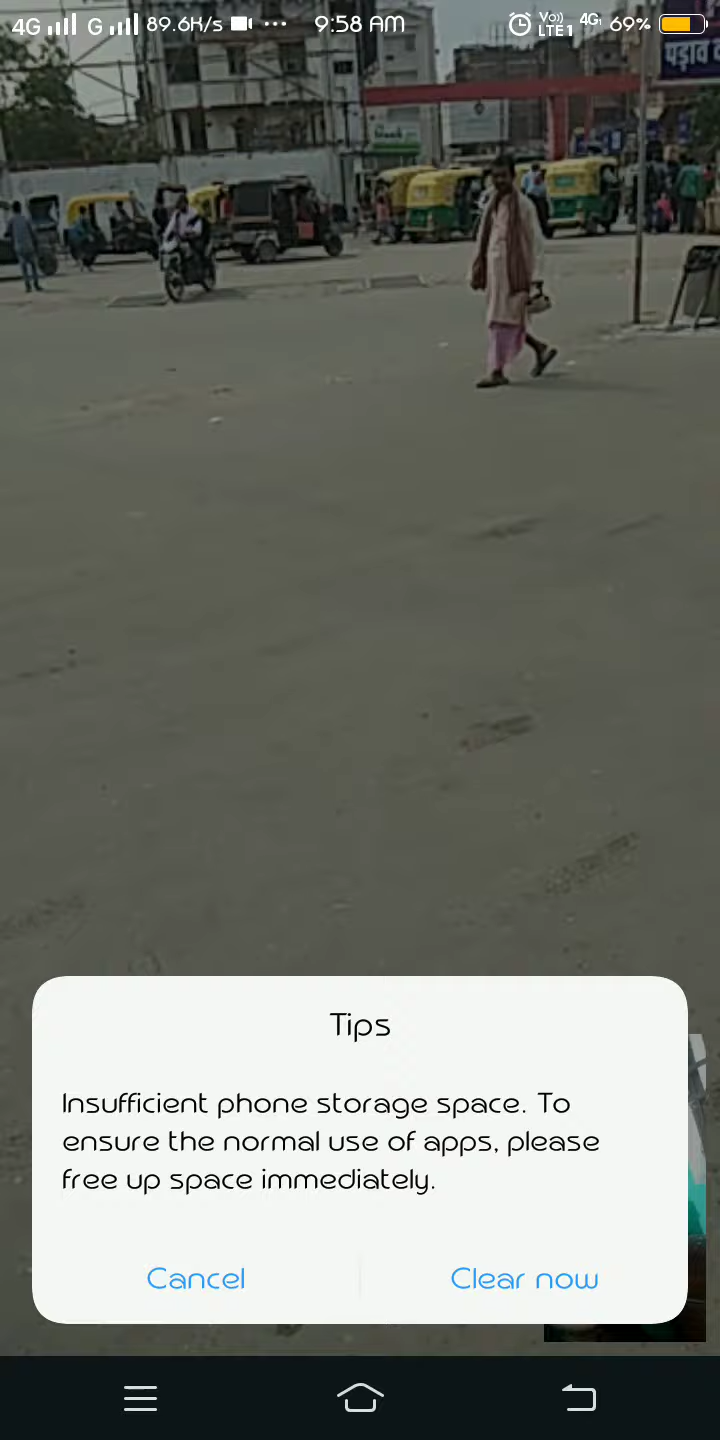 4G G 89.6K/s ... 9:58 AM VoLTE1 4G 69%
पड़ाव
Tips
Insufficient phone storage space. To
ensure the normal use of apps, please
free up space immediately.
Cancel Clear now